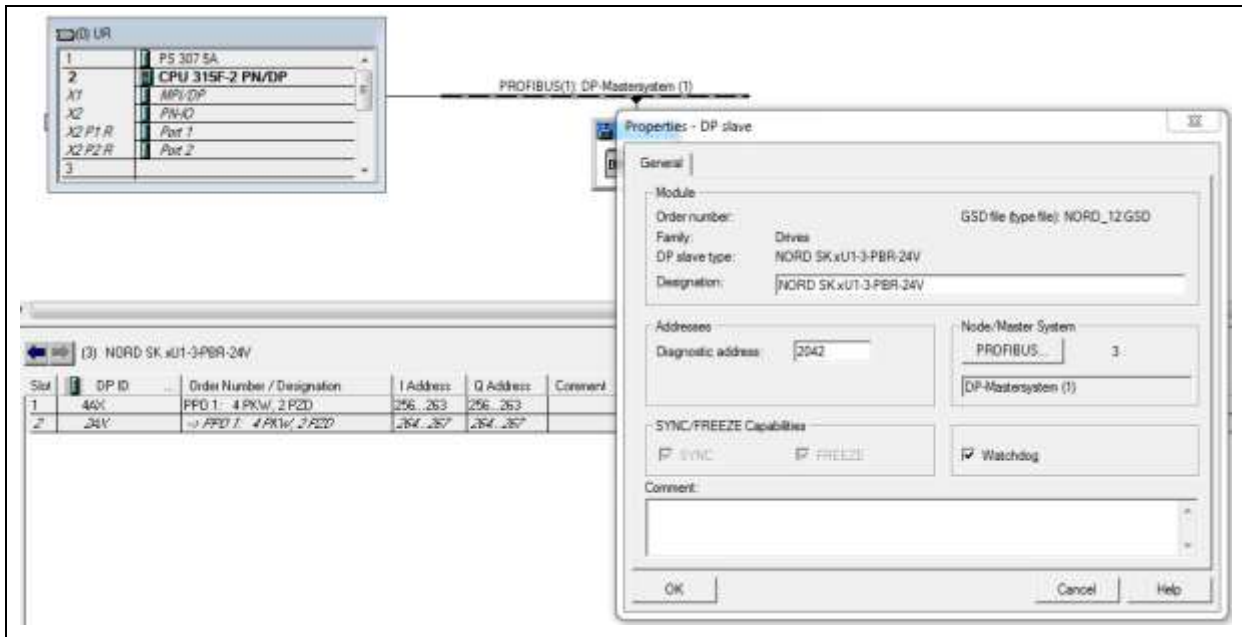 (0) UR
1 PS 307 5A
2 CPU 315F-2 PN/DP
X1 MPI/DP
X2 PN-IO
X2 P1 R Port 1
X2 P2 R Port 2
3
PROFIBUS(1): DP-Mastersystem (1)
(3) NORD SK xU1-3-PBR-24V
Slot DP ID ... Order Number / Designation I Address Q Address Comment
1 4AX PPO 1: 4 PKW, 2 PZD 256...263 256...263
2 2AX -> PPO 1: 4 PKW, 2 PZD 264...267 264...267
Properties - DP slave
General
Module
Order number: GSD file (type file): NORD_12.GSD
Family: Drives
DP slave type: NORD SK xU1-3-PBR-24V
Designation: NORD SK xU1-3-PBR-24V
Addresses
Diagnostic address: 2042
Node/Master System
PROFIBUS... 3
DP-Mastersystem (1)
SYNC/FREEZE Capabilities
SYNC FREEZE
Watchdog
Comment:
OK Cancel Help